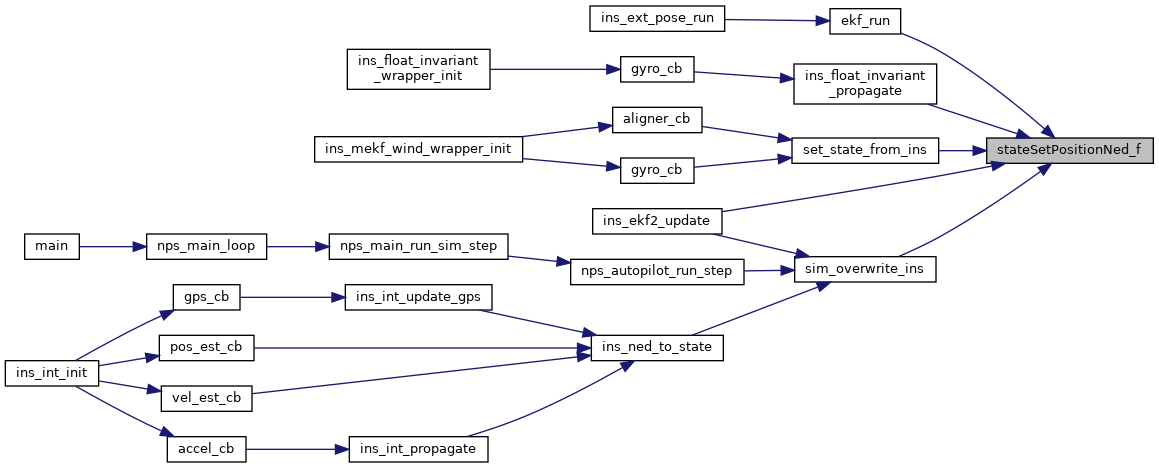 ins_ext_pose_run
ekf_run
ins_float_invariant
_wrapper_init
gyro_cb
ins_float_invariant
_propagate
aligner_cb
ins_mekf_wind_wrapper_init
set_state_from_ins
stateSetPositionNed_f
gyro_cb
ins_ekf2_update
main
nps_main_loop
nps_main_run_sim_step
nps_autopilot_run_step
sim_overwrite_ins
gps_cb
ins_int_update_gps
pos_est_cb
ins_ned_to_state
ins_int_init
vel_est_cb
accel_cb
ins_int_propagate